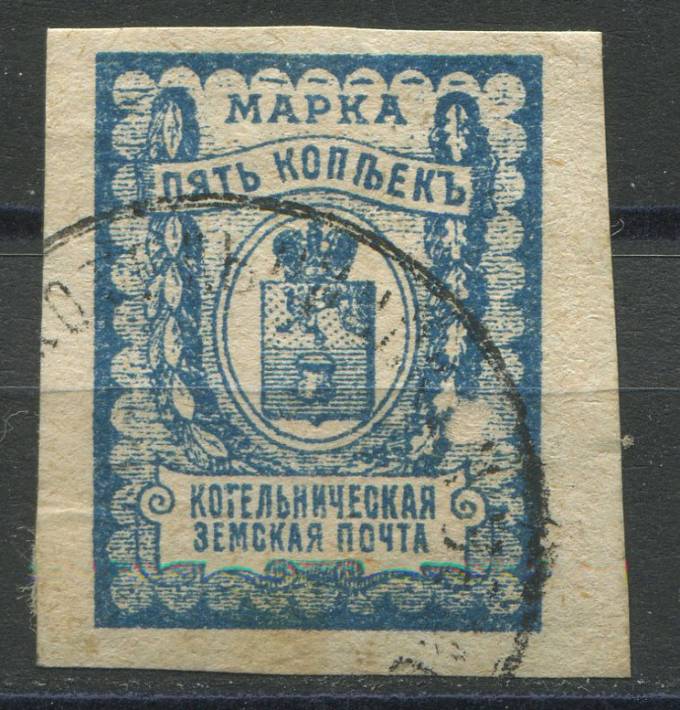 МАРКА
ПЯТЬ КОПѢЕКЪ
КОТЕЛЬНИЧЕСКАЯ
ЗЕМСКАЯ ПОЧТА